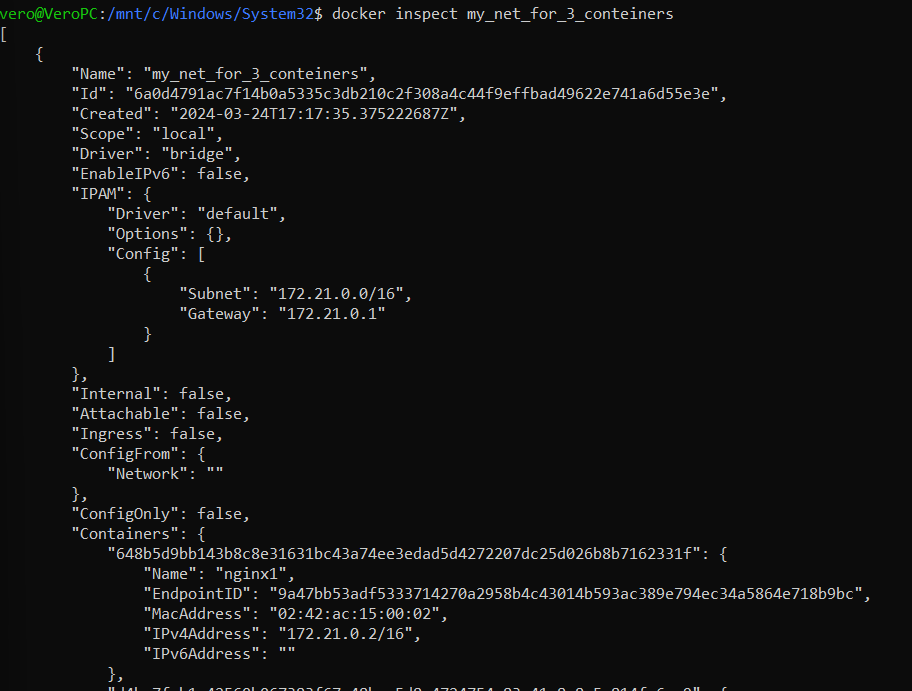 vero@VeroPC:/mnt/c/Windows/System32$ docker inspect my_net_for_3_conteiners
[
    {
        "Name": "my_net_for_3_conteiners",
        "Id": "6a0d4791ac7f14b0a5335c3db210c2f308a4c44f9effbad49622e741a6d55e3e",
        "Created": "2024-03-24T17:17:35.375222687Z",
        "Scope": "local",
        "Driver": "bridge",
        "EnableIPv6": false,
        "IPAM": {
            "Driver": "default",
            "Options": {},
            "Config": [
                {
                    "Subnet": "172.21.0.0/16",
                    "Gateway": "172.21.0.1"
                }
            ]
        },
        "Internal": false,
        "Attachable": false,
        "Ingress": false,
        "ConfigFrom": {
            "Network": ""
        },
        "ConfigOnly": false,
        "Containers": {
            "648b5d9bb143b8c8e31631bc43a74ee3edad5d4272207dc25d026b8b7162331f": {
                "Name": "nginx1",
                "EndpointID": "9a47bb53adf5333714270a2958b4c43014b593ac389e794ec34a5864e718b9bc",
                "MacAddress": "02:42:ac:15:00:02",
                "IPv4Address": "172.21.0.2/16",
                "IPv6Address": ""
            },